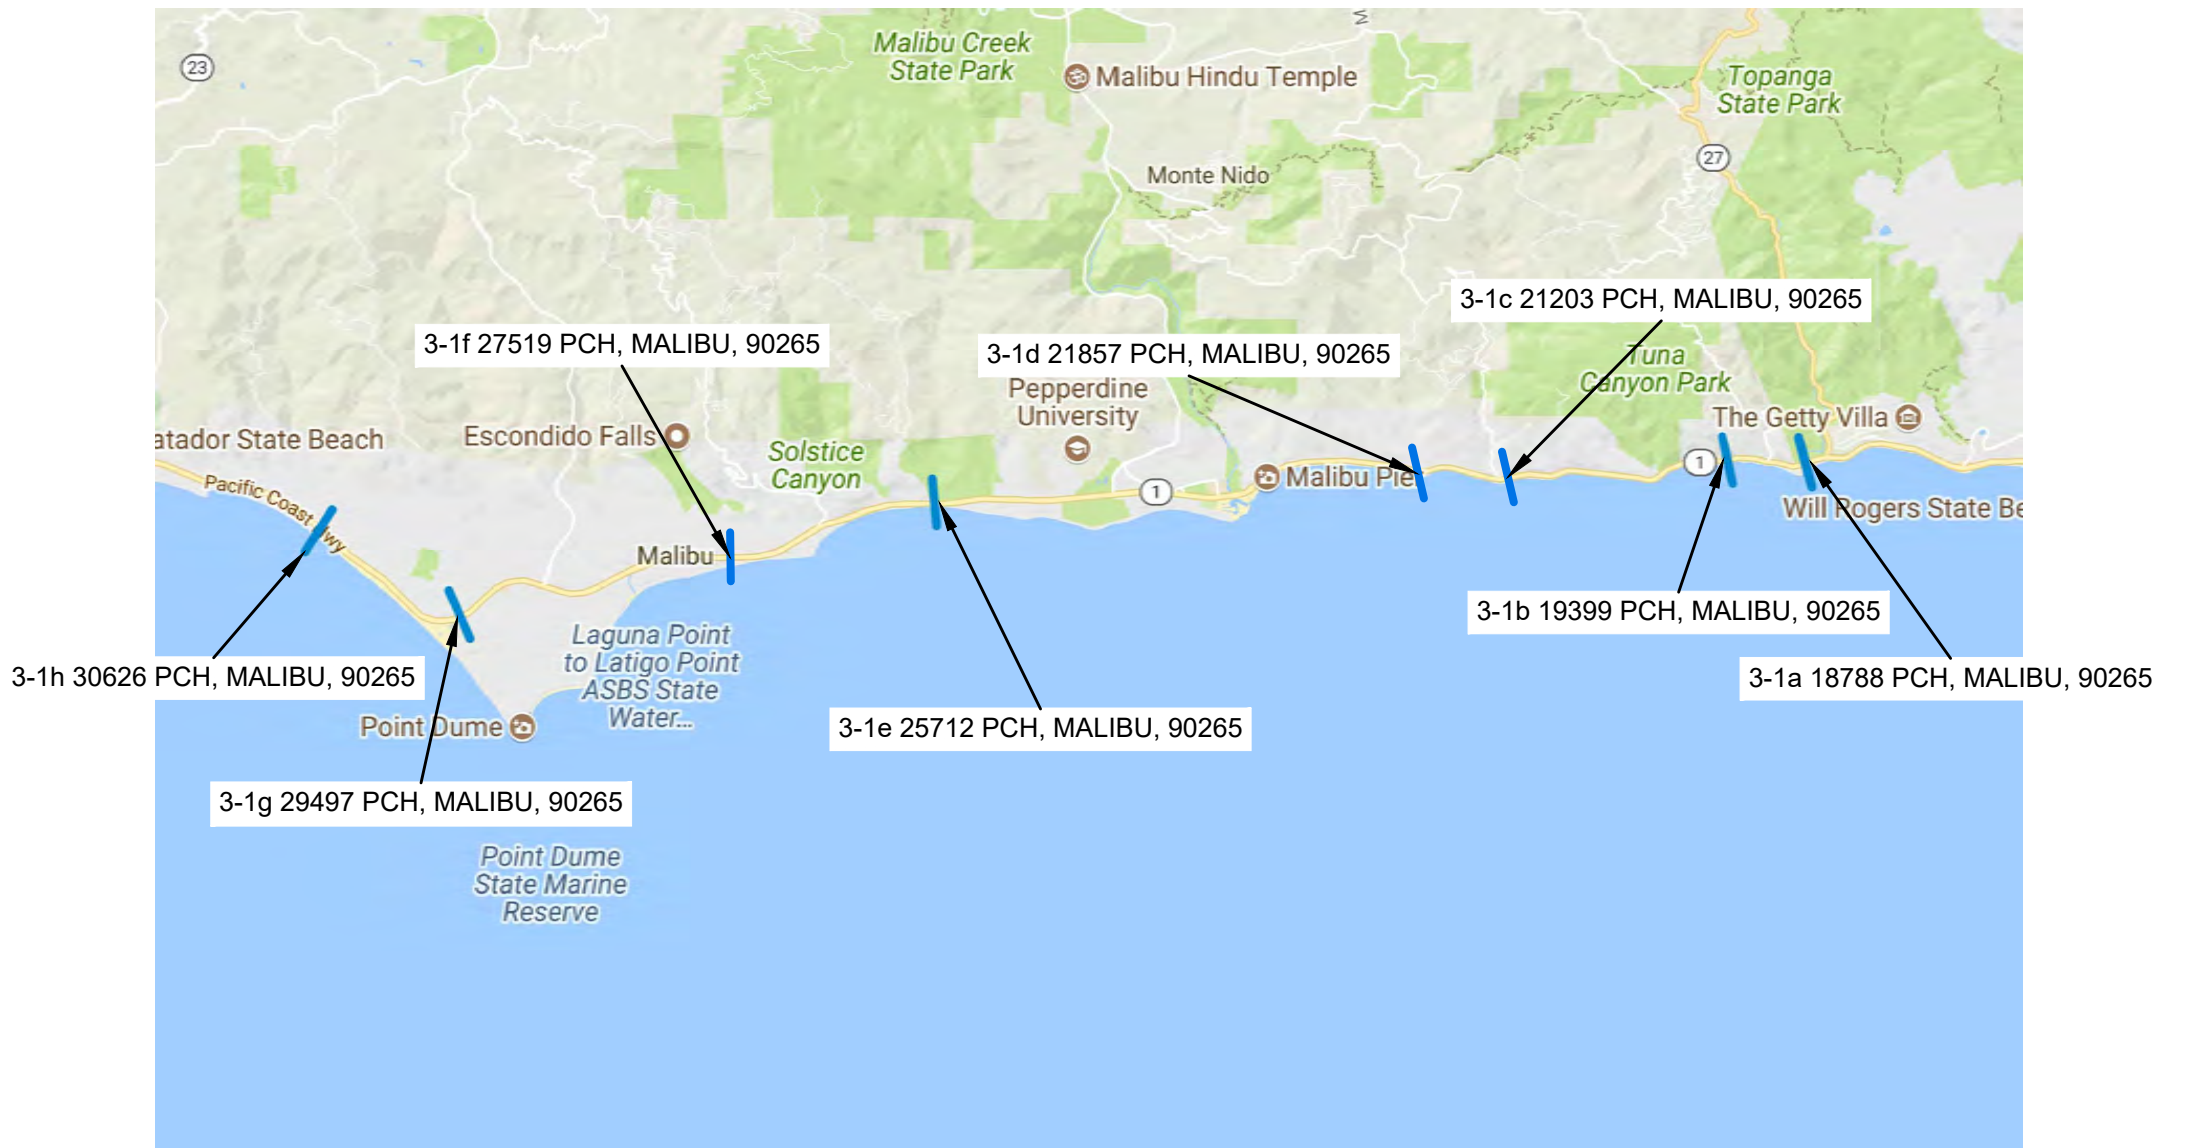 Malibu Creek
State Park
23
Malibu Hindu Temple
Topanga
State Park
27
Monte Nido
3-1c 21203 PCH, MALIBU, 90265
3-1f 27519 PCH, MALIBU, 90265
3-1d 21857 PCH, MALIBU, 90265
Tuna
Canyon Park
Pepperdine
University
The Getty Villa
atador State Beach
Escondido Falls
Solstice
Canyon
1
Malibu Pie
1
Pacific Coast Hwy
Will Rogers State Be
Malibu
3-1b 19399 PCH, MALIBU, 90265
Laguna Point
to Latigo Point
ASBS State
Water...
3-1h 30626 PCH, MALIBU, 90265
3-1a 18788 PCH, MALIBU, 90265
Point Dume
3-1e 25712 PCH, MALIBU, 90265
3-1g 29497 PCH, MALIBU, 90265
Point Dume
State Marine
Reserve